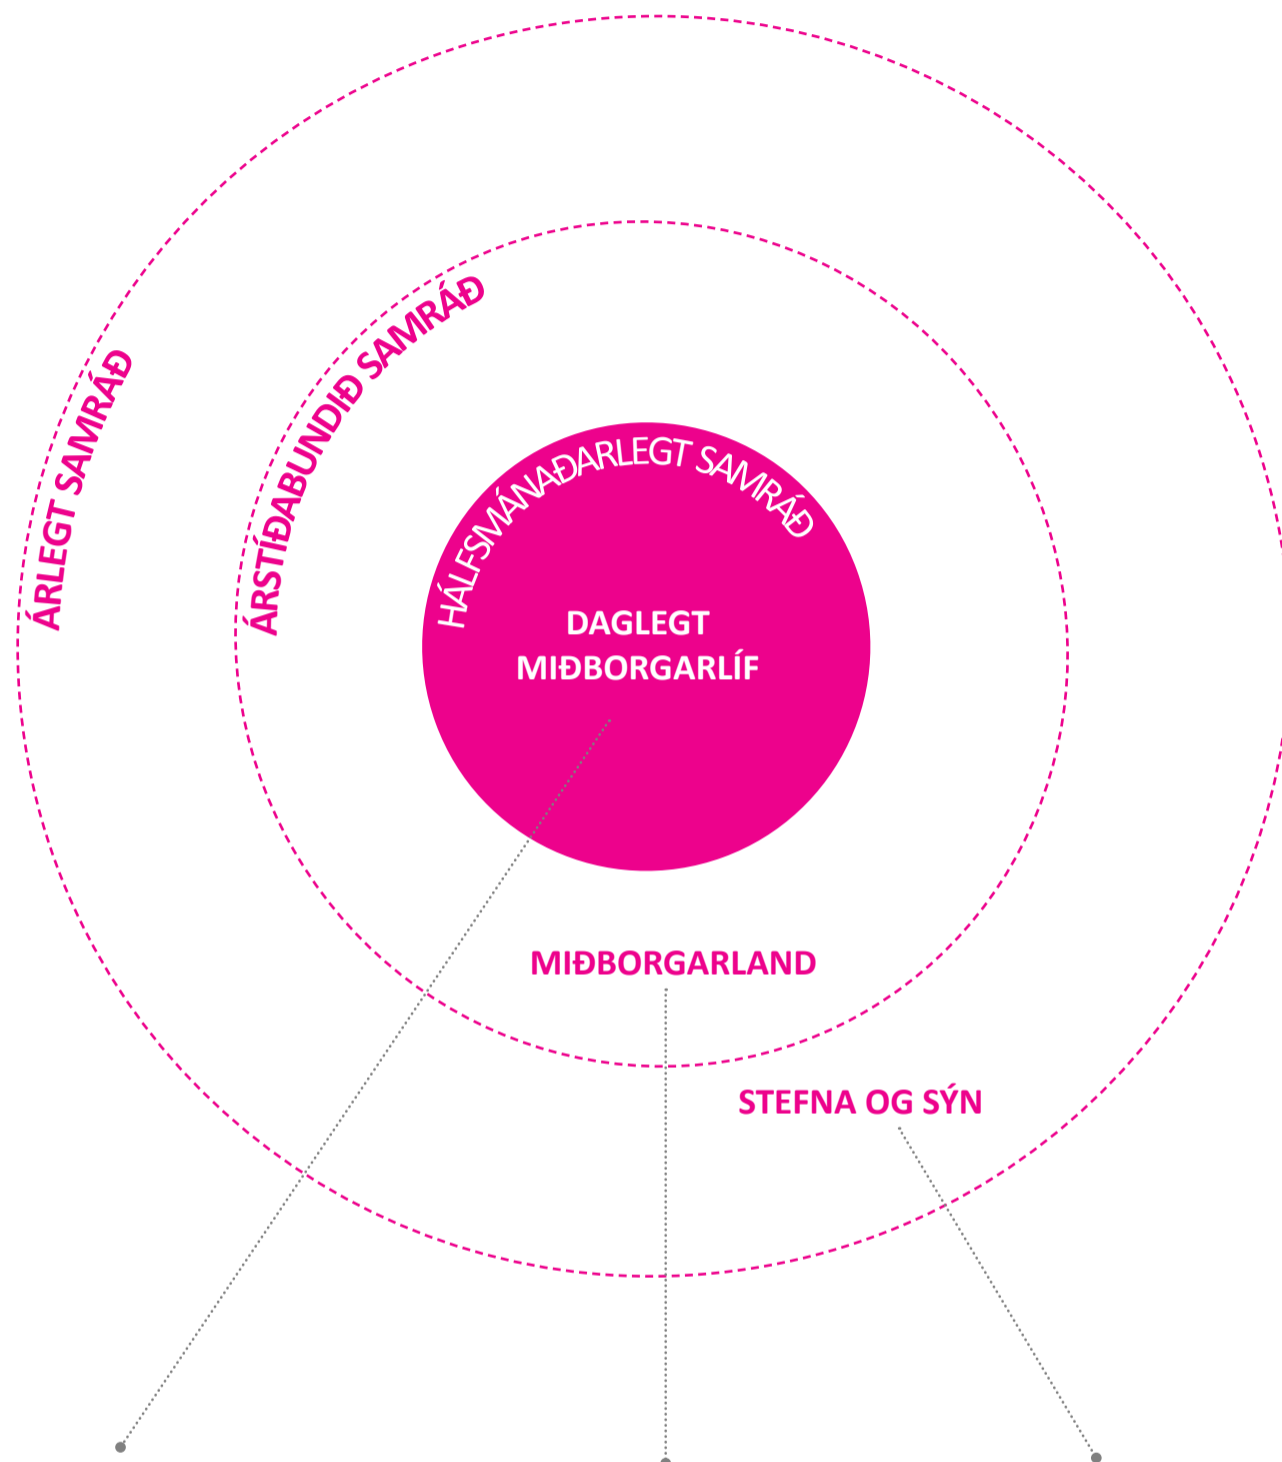 ÁRLEGT SAMRÁÐ
ÁRSTÍÐABUNDIÐ SAMRÁÐ
HÁLFSMÁNAÐARLEGT SAMRÁÐ
DAGLEGT
MIÐBORGARLÍF
MIÐBORGARLAND
STEFNA OG SÝN